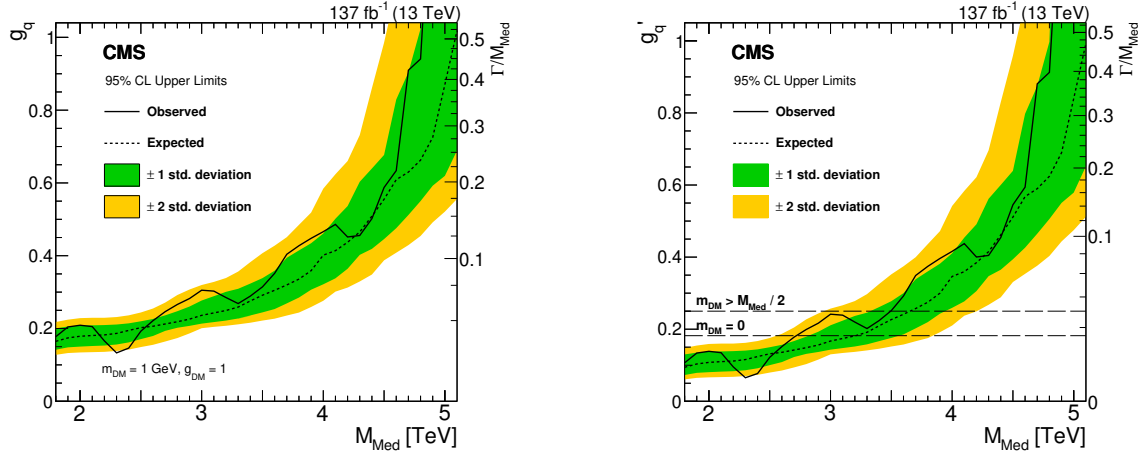 137 fb⁻¹ (13 TeV)
g_q
Γ/M_Med
CMS
95% CL Upper Limits
Observed
Expected
± 1 std. deviation
± 2 std. deviation
m_DM = 1 GeV, g_DM = 1
1
0.8
0.6
0.4
0.2
0
0.5
0.4
0.3
0.2
0.1
2 3 4 5
M_Med [TeV]
137 fb⁻¹ (13 TeV)
g_q'
Γ/M_Med
CMS
95% CL Upper Limits
Observed
Expected
± 1 std. deviation
± 2 std. deviation
m_DM > M_Med / 2
m_DM = 0
1
0.8
0.6
0.4
0.2
0
0.5
0.4
0.3
0.2
0.1
0
2 3 4 5
M_Med [TeV]